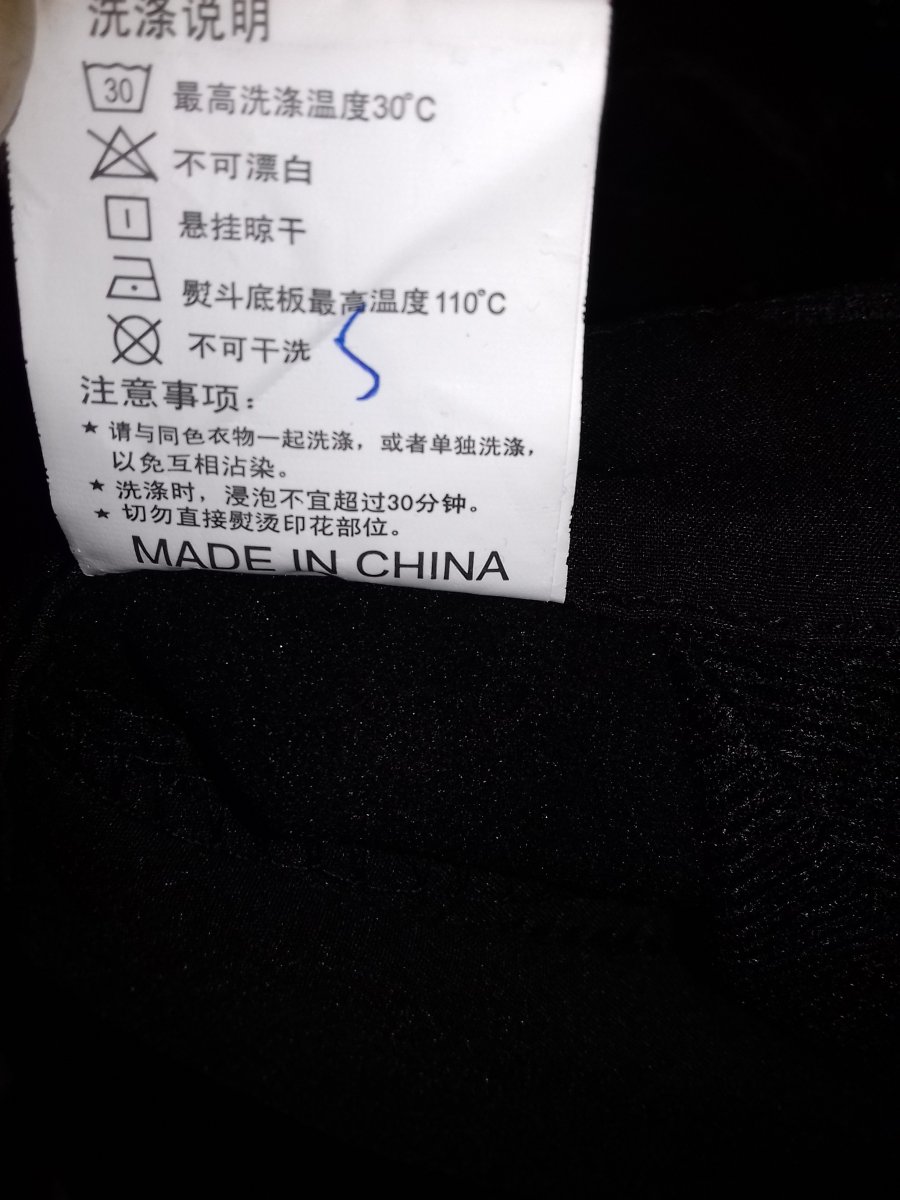 洗涤说明
30 最高洗涤温度30°C
不可漂白
悬挂晾干
熨斗底板最高温度110°C
不可干洗
注意事项:
★ 请与同色衣物一起洗涤,或者单独洗涤,
以免互相沾染。
★ 洗涤时,浸泡不宜超过30分钟。
★ 切勿直接熨烫印花部位。
MADE IN CHINA